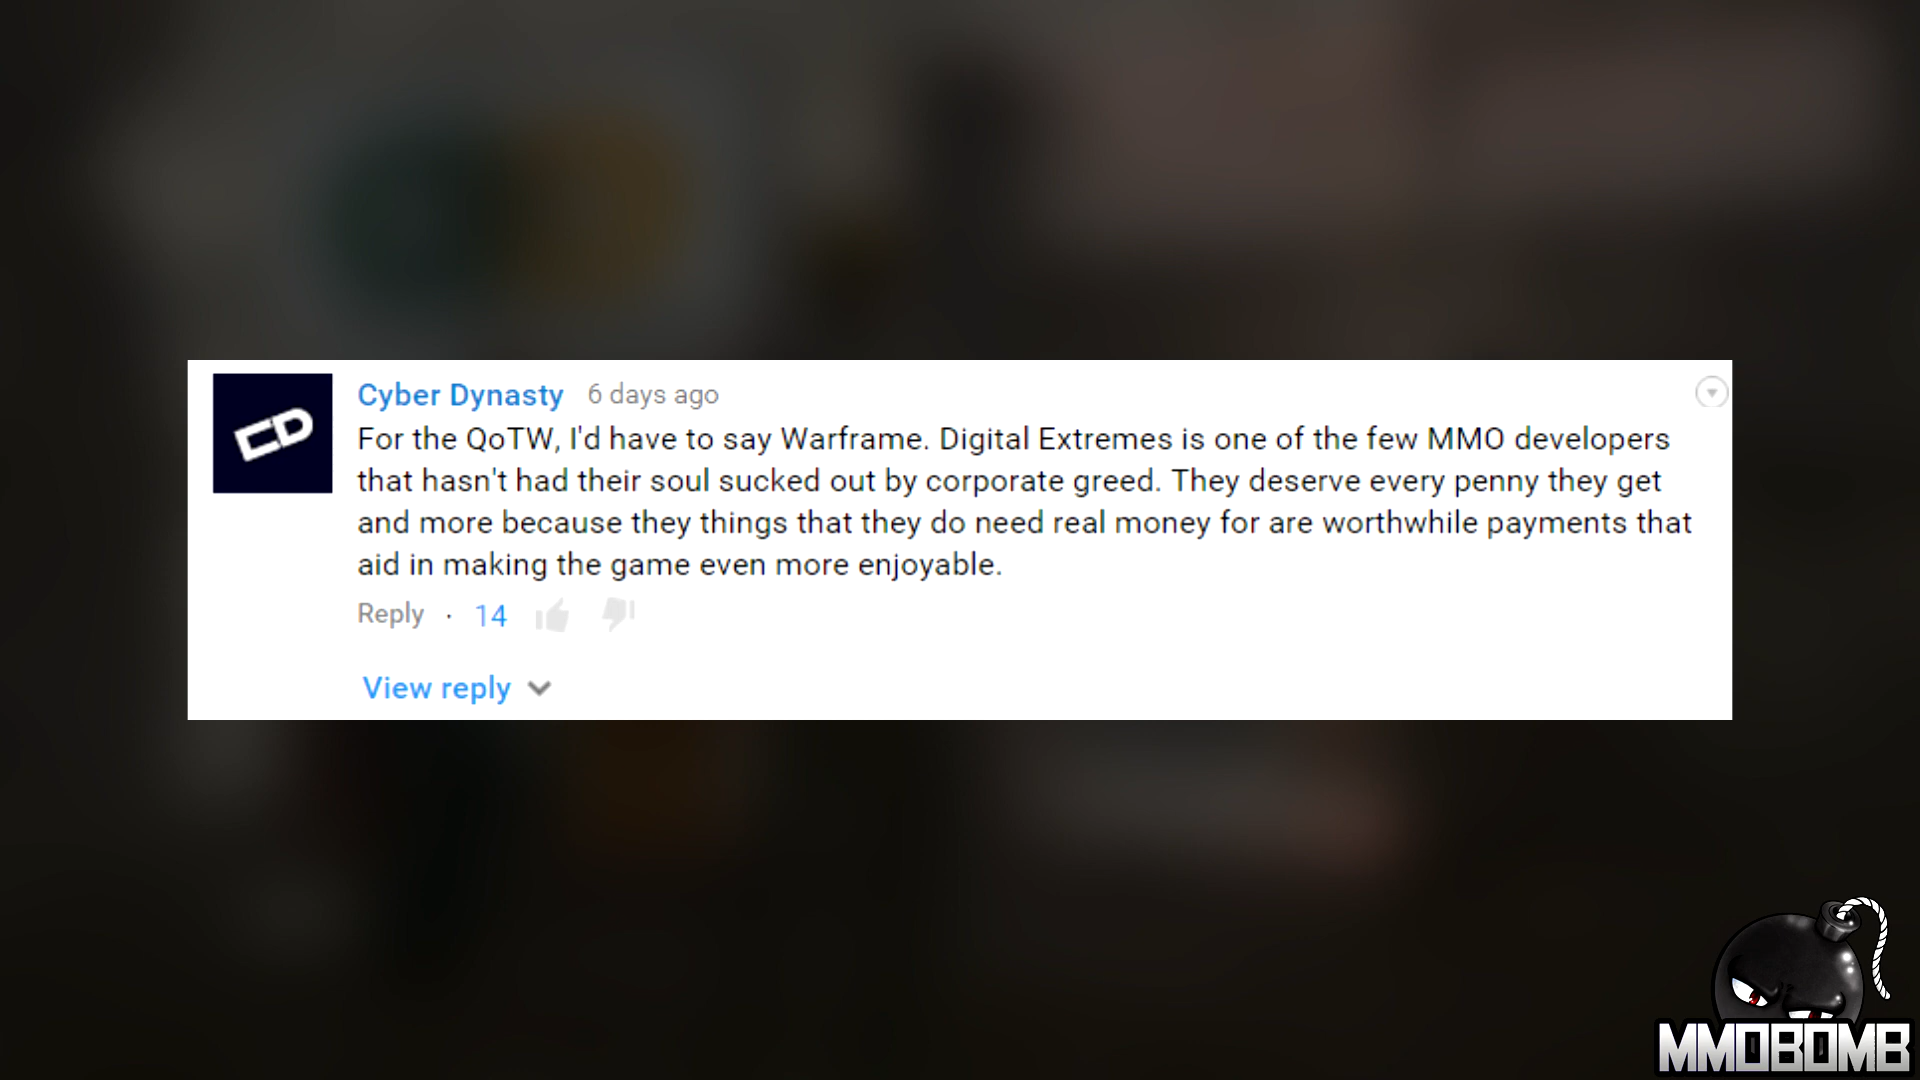 CD
Cyber Dynasty 6 days ago
For the QoTW, I'd have to say Warframe. Digital Extremes is one of the few MMO developers
that hasn't had their soul sucked out by corporate greed. They deserve every penny they get
and more because they things that they do need real money for are worthwhile payments that
aid in making the game even more enjoyable.
Reply · 14
View reply
MMOBOMB